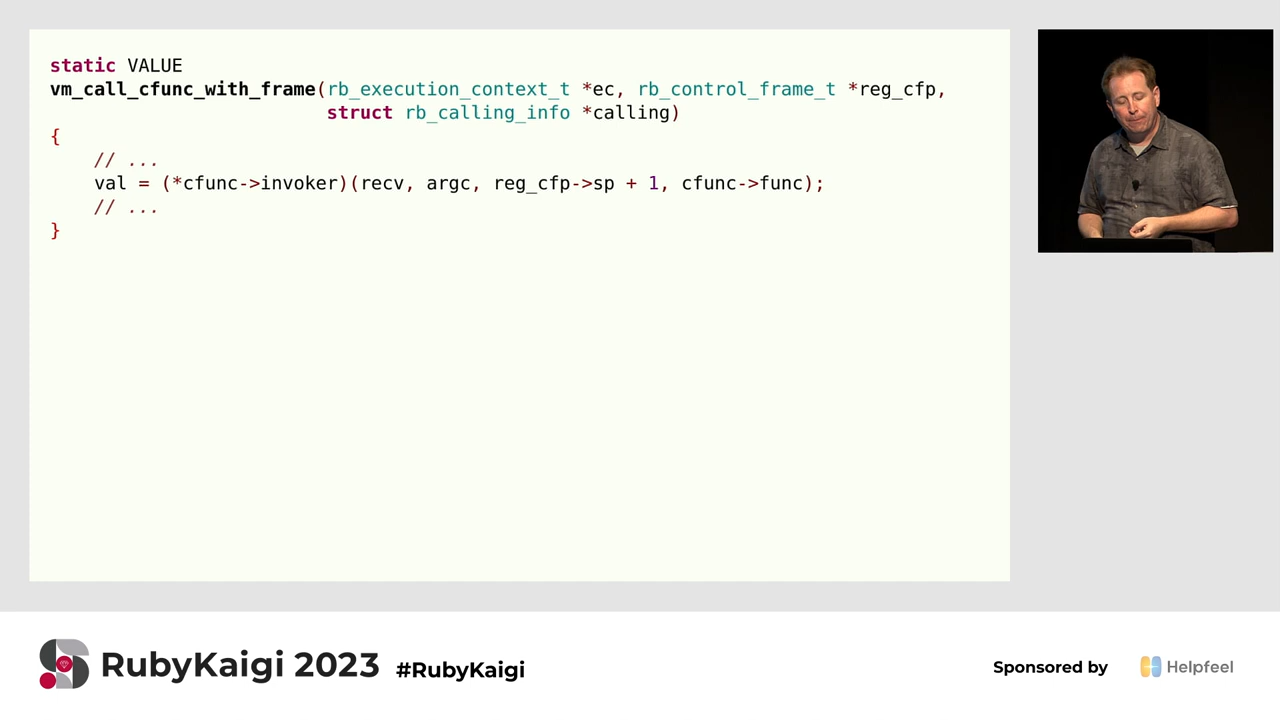 static VALUE
vm_call_cfunc_with_frame(rb_execution_context_t *ec, rb_control_frame_t *reg_cfp,
                         struct rb_calling_info *calling)
{
    // ...
    val = (*cfunc->invoker)(recv, argc, reg_cfp->sp + 1, cfunc->func);
    // ...
}
RubyKaigi 2023 #RubyKaigi
Sponsored by Helpfeel